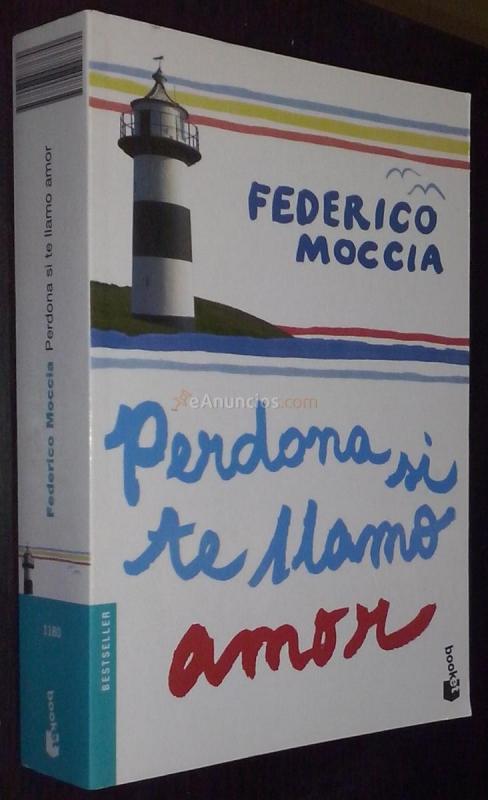 FEDERICO
MOCCIA
Perdona si
te llamo
amor
booket
eAnuncios.com
Federico Moccia Perdona si te llamo amor
1180
BESTSELLER
booket